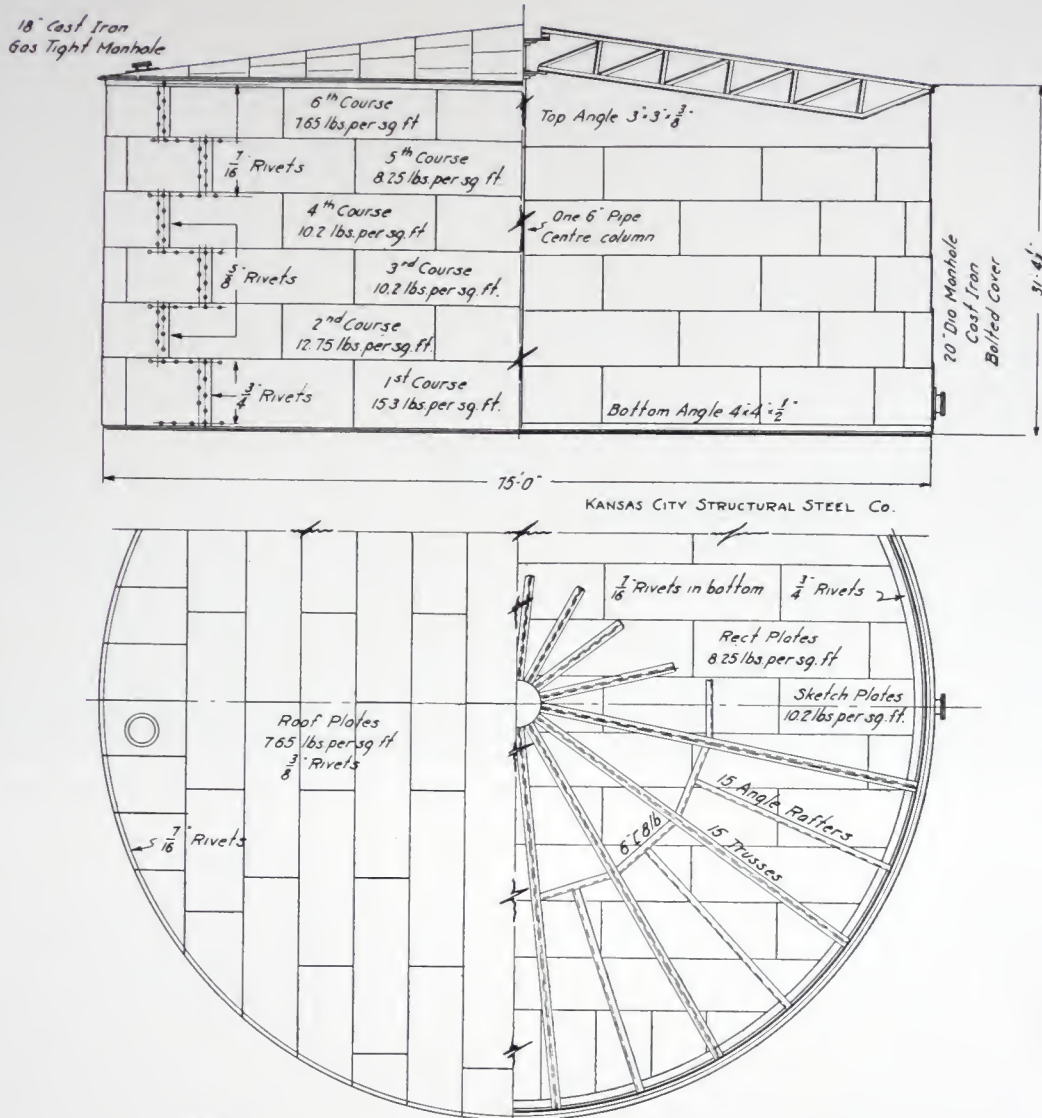 18" Cast Iron
Gas Tight Manhole
6th Course
7.65 lbs. per sq. ft
Top Angle 3"×3"×3/8"
7/16" Rivets
5th Course
8.25 lbs. per sq. ft.
4th Course
10.2 lbs. per sq. ft
One 6" Pipe
Centre column
5/8" Rivets
3rd Course
10.2 lbs. per sq. ft.
2nd Course
12.75 lbs. per sq. ft.
3/4" Rivets
1st Course
15.3 lbs. per sq. ft.
Bottom Angle 4"×4"×1/2"
20" Dia Manhole
Cast Iron
Bolted Cover
75'-0"
KANSAS CITY STRUCTURAL STEEL CO.
7/16" Rivets in bottom
3/4" Rivets
Rect Plates
8.25 lbs. per sq. ft
Sketch Plates
10.2 lbs per sq. ft.
Roof Plates
7.65 lbs per sq ft
3/8" Rivets
7/16" Rivets
15 Angle Rafters
15 Trusses
6" [ 8 lb